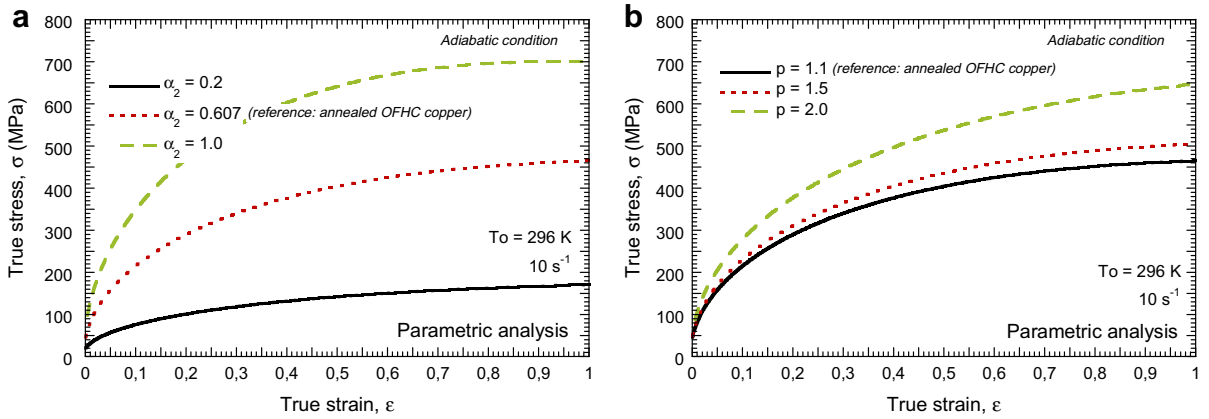 a
Adiabatic condition
α2 = 0.2
α2 = 0.607 (reference: annealed OFHC copper)
α2 = 1.0
To = 296 K
10 s-1
Parametric analysis
True stress, σ (MPa)
800
700
600
500
400
300
200
100
0
0 0,1 0,2 0,3 0,4 0,5 0,6 0,7 0,8 0,9 1
True strain, ε
b
Adiabatic condition
p = 1.1 (reference: annealed OFHC copper)
p = 1.5
p = 2.0
To = 296 K
10 s-1
Parametric analysis
True stress, σ (MPa)
800
700
600
500
400
300
200
100
0
0 0,1 0,2 0,3 0,4 0,5 0,6 0,7 0,8 0,9 1
True strain, ε